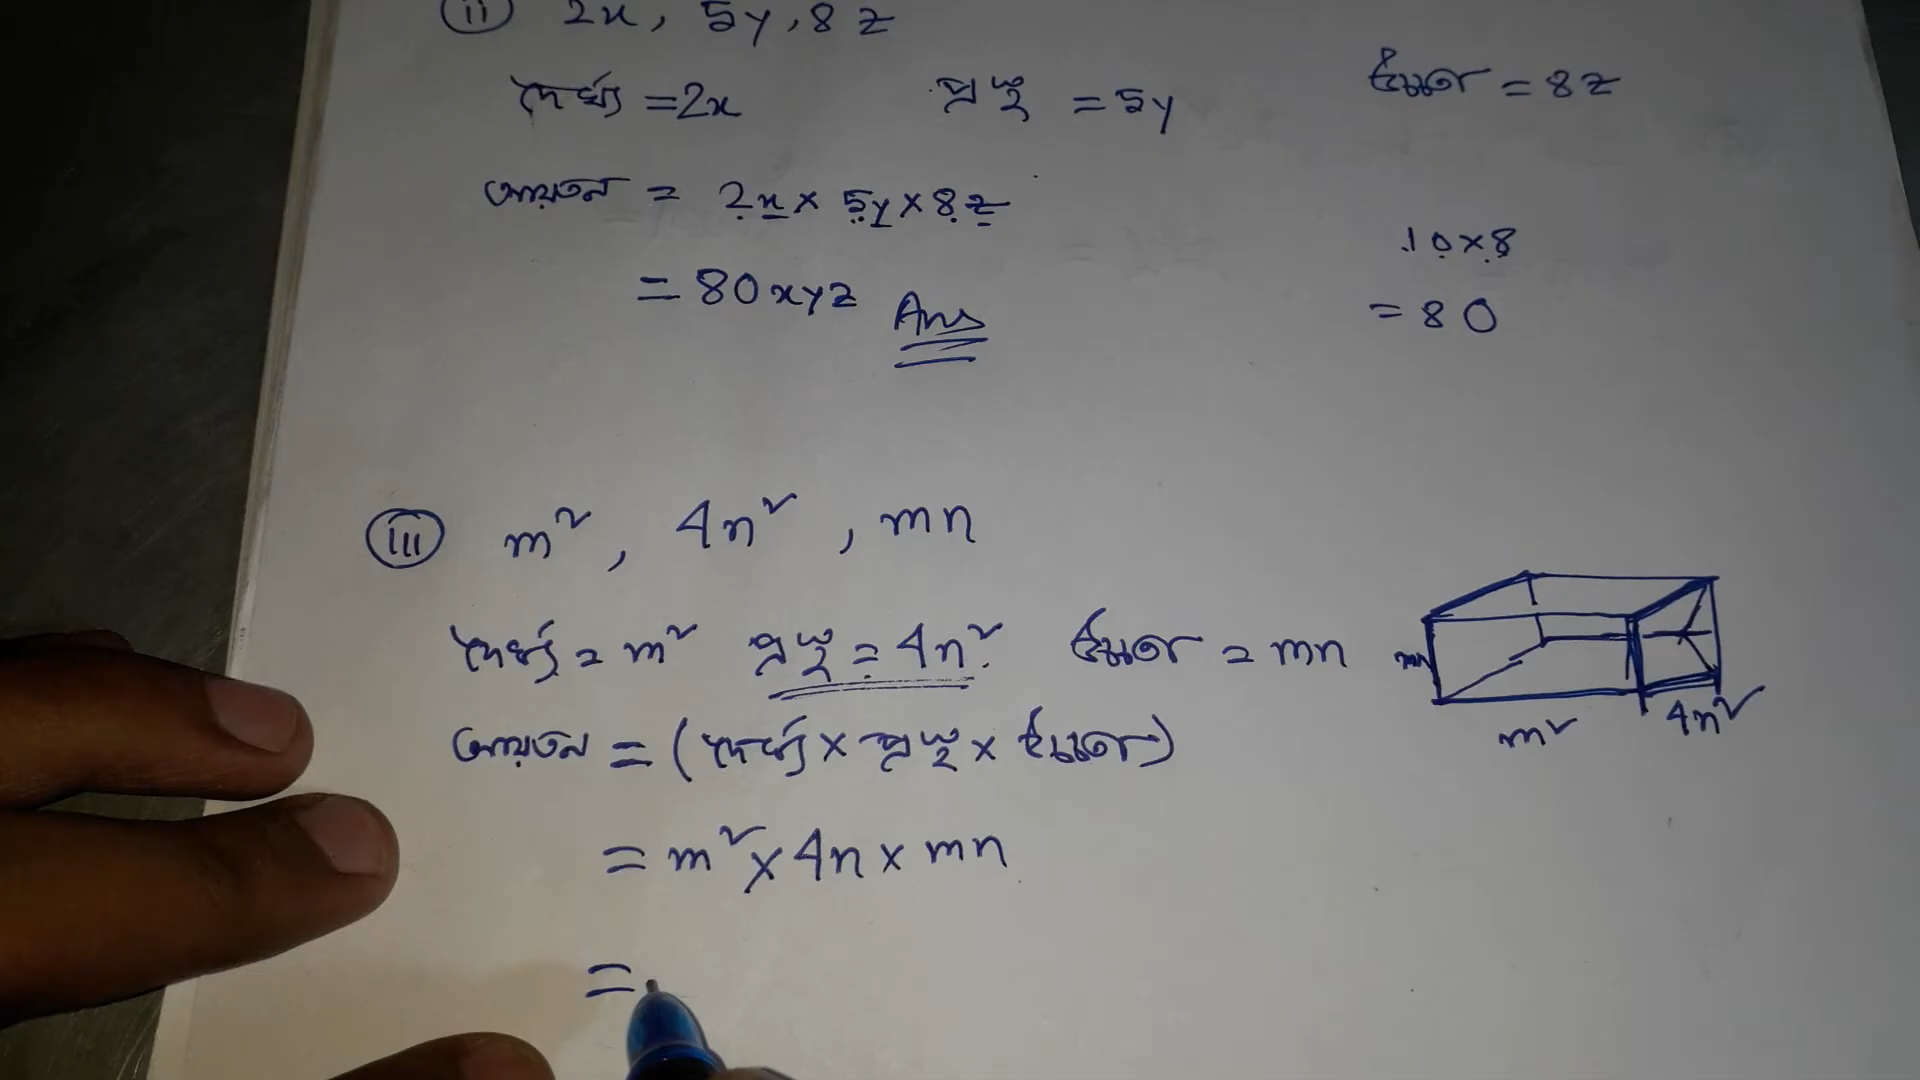 (ii) 2x, 5y, 8z
দৈর্ঘ্য =2x প্রস্থ =5y উচ্চতা =8z
আয়তন = 2x×5y×8z
10×8
=80xyz Ans
=80
(iii) m², 4n², mn
দৈর্ঘ্য= m² প্রস্থ=4n² উচ্চতা = mn
mn
m² 4n²
আয়তন =(দৈর্ঘ্য×প্রস্থ×উচ্চতা)
=m²×4n×mn
=